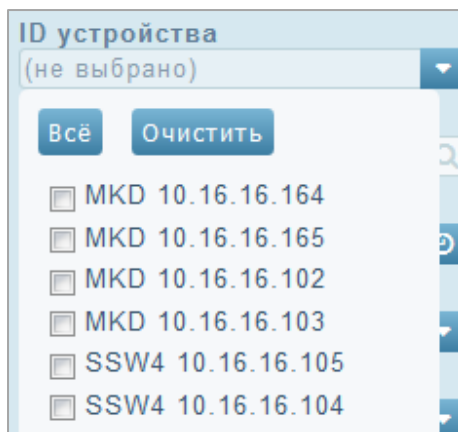 ID устройства
(не выбрано)
Всё Очистить
MKD 10.16.16.164
MKD 10.16.16.165
MKD 10.16.16.102
MKD 10.16.16.103
SSW4 10.16.16.105
SSW4 10.16.16.104